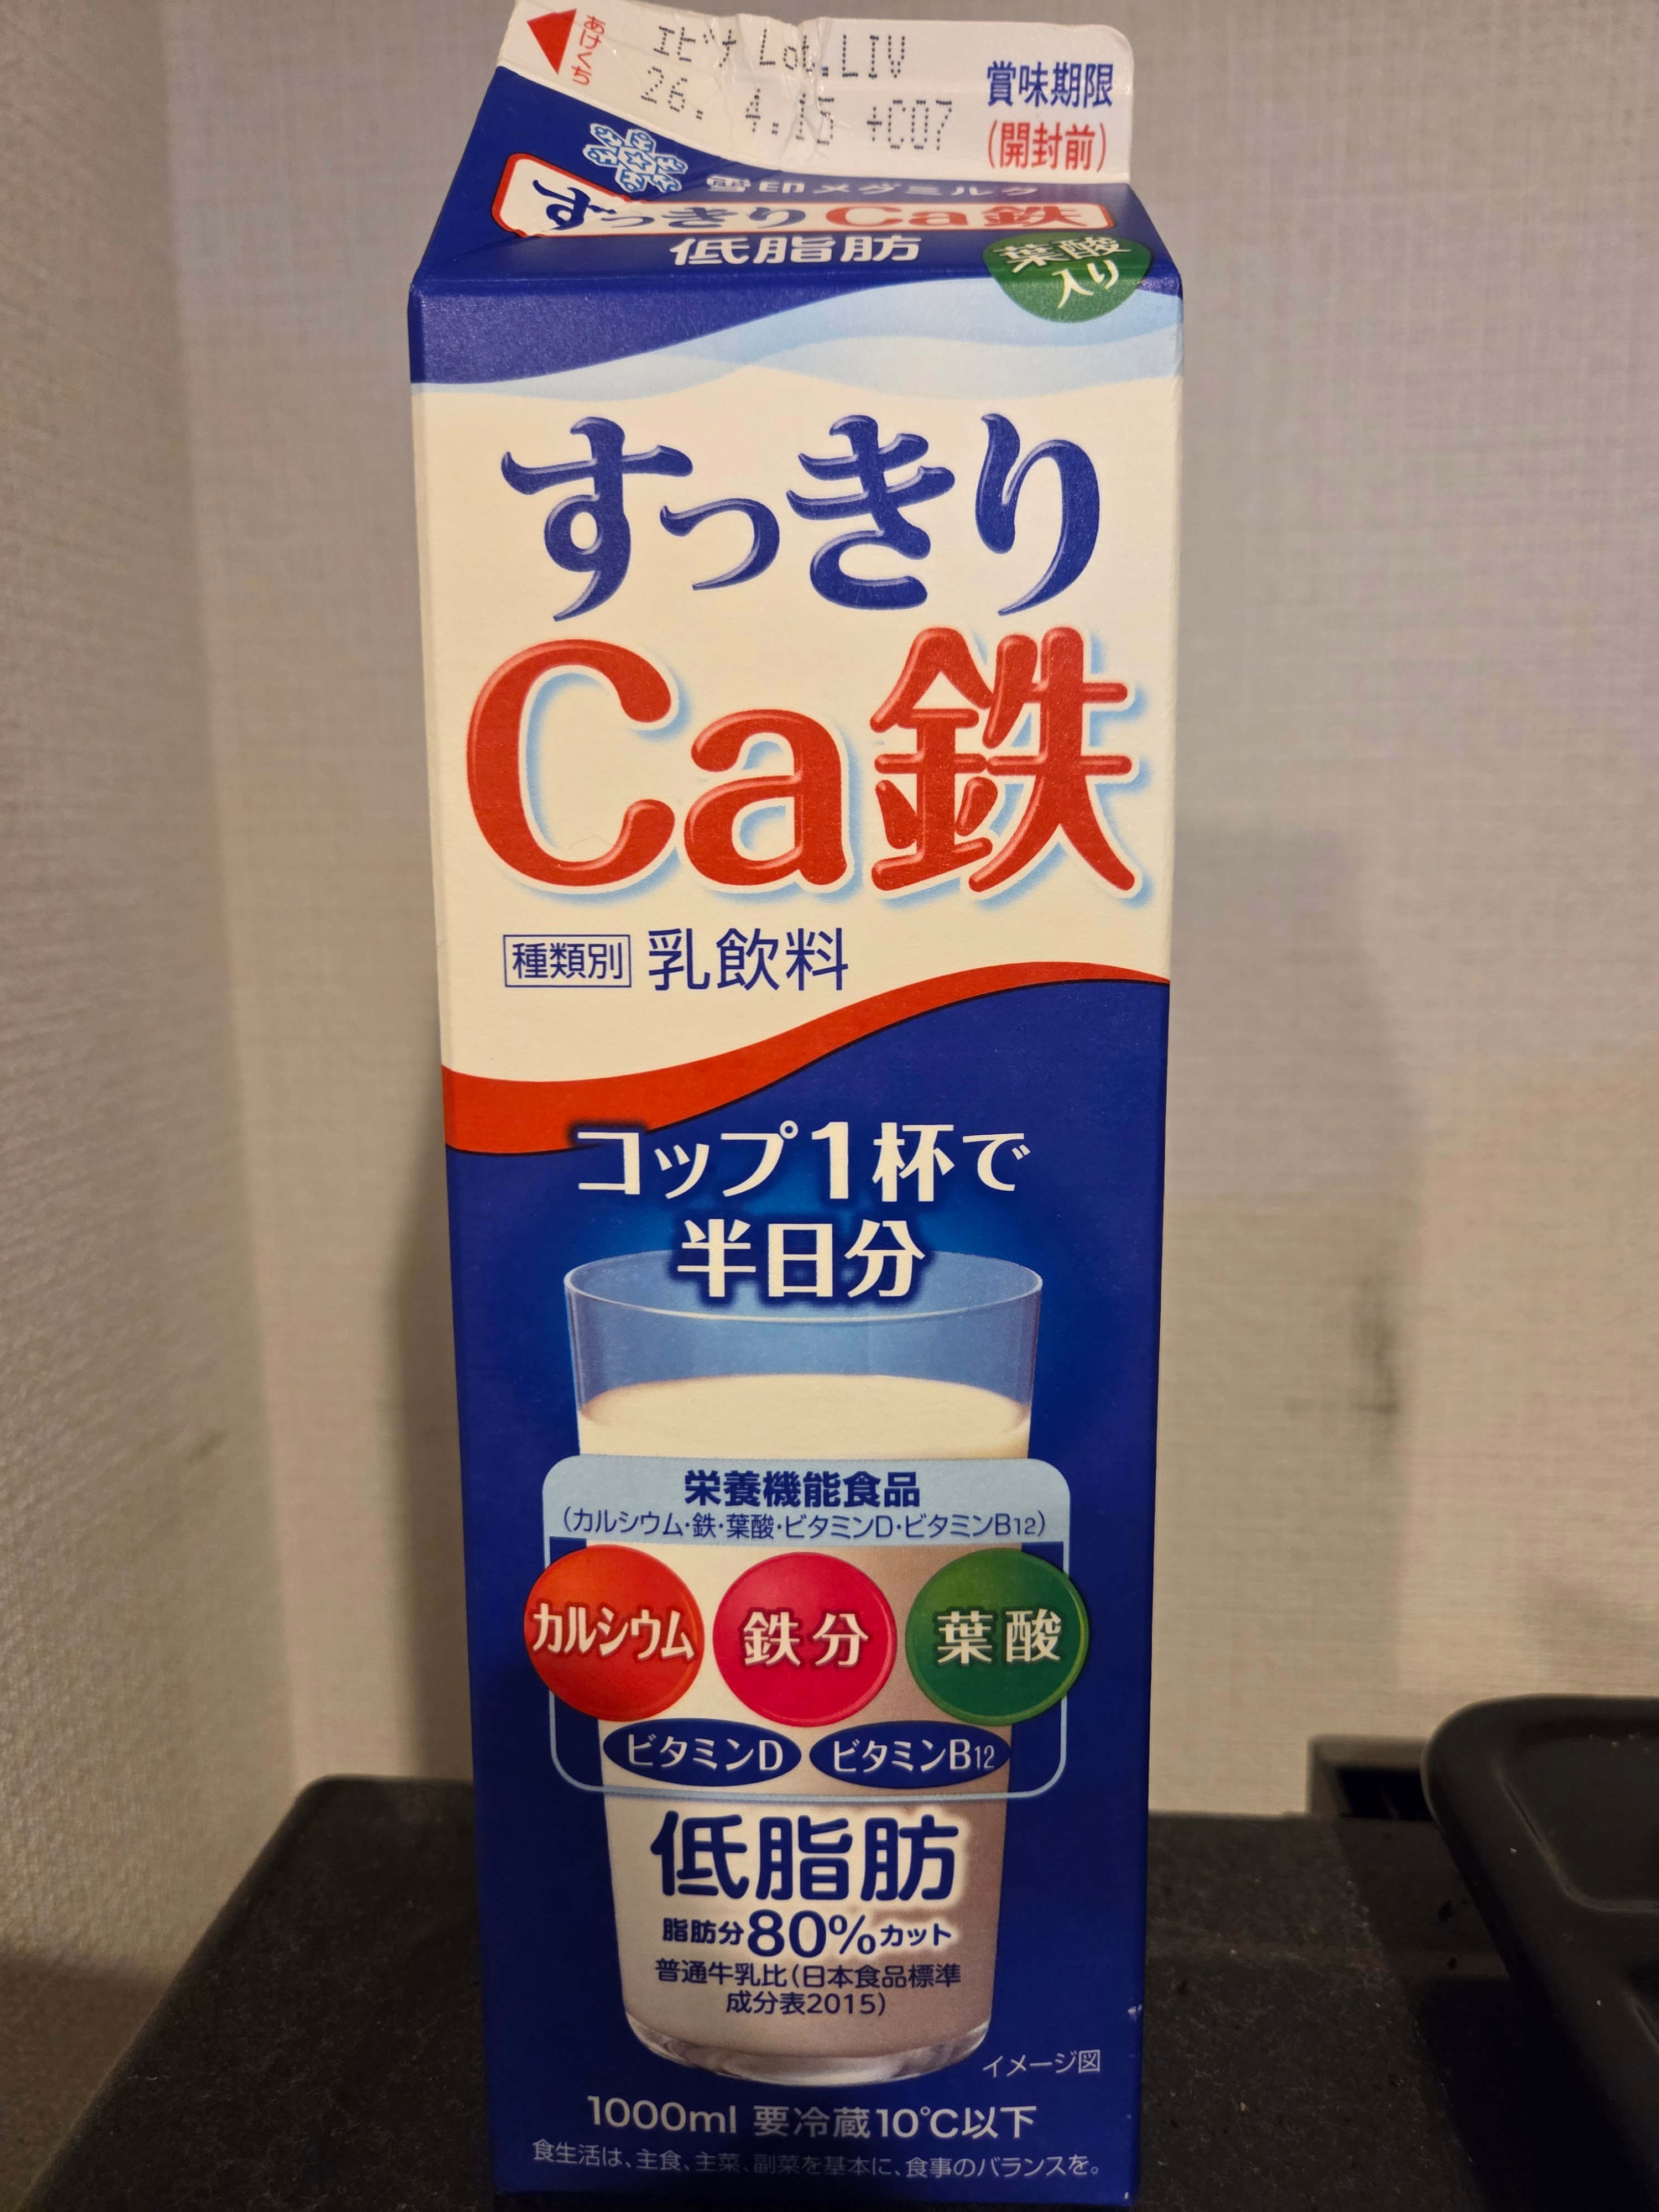 あけくち
エビナ Lot.LIV
26. 4.15 +C07
賞味期限
(開封前)
雪印メグミルク
すっきりCa鉄
低脂肪
葉酸
入り
すっきり
Ca鉄
種類別 乳飲料
コップ1杯で
半日分
栄養機能食品
(カルシウム・鉄・葉酸・ビタミンD・ビタミンB12)
カルシウム 鉄分 葉酸
ビタミンD ビタミンB12
低脂肪
脂肪分80%カット
普通牛乳比(日本食品標準
成分表2015)
イメージ図
1000ml 要冷蔵10℃以下
食生活は、主食、主菜、副菜を基本に、食事のバランスを。